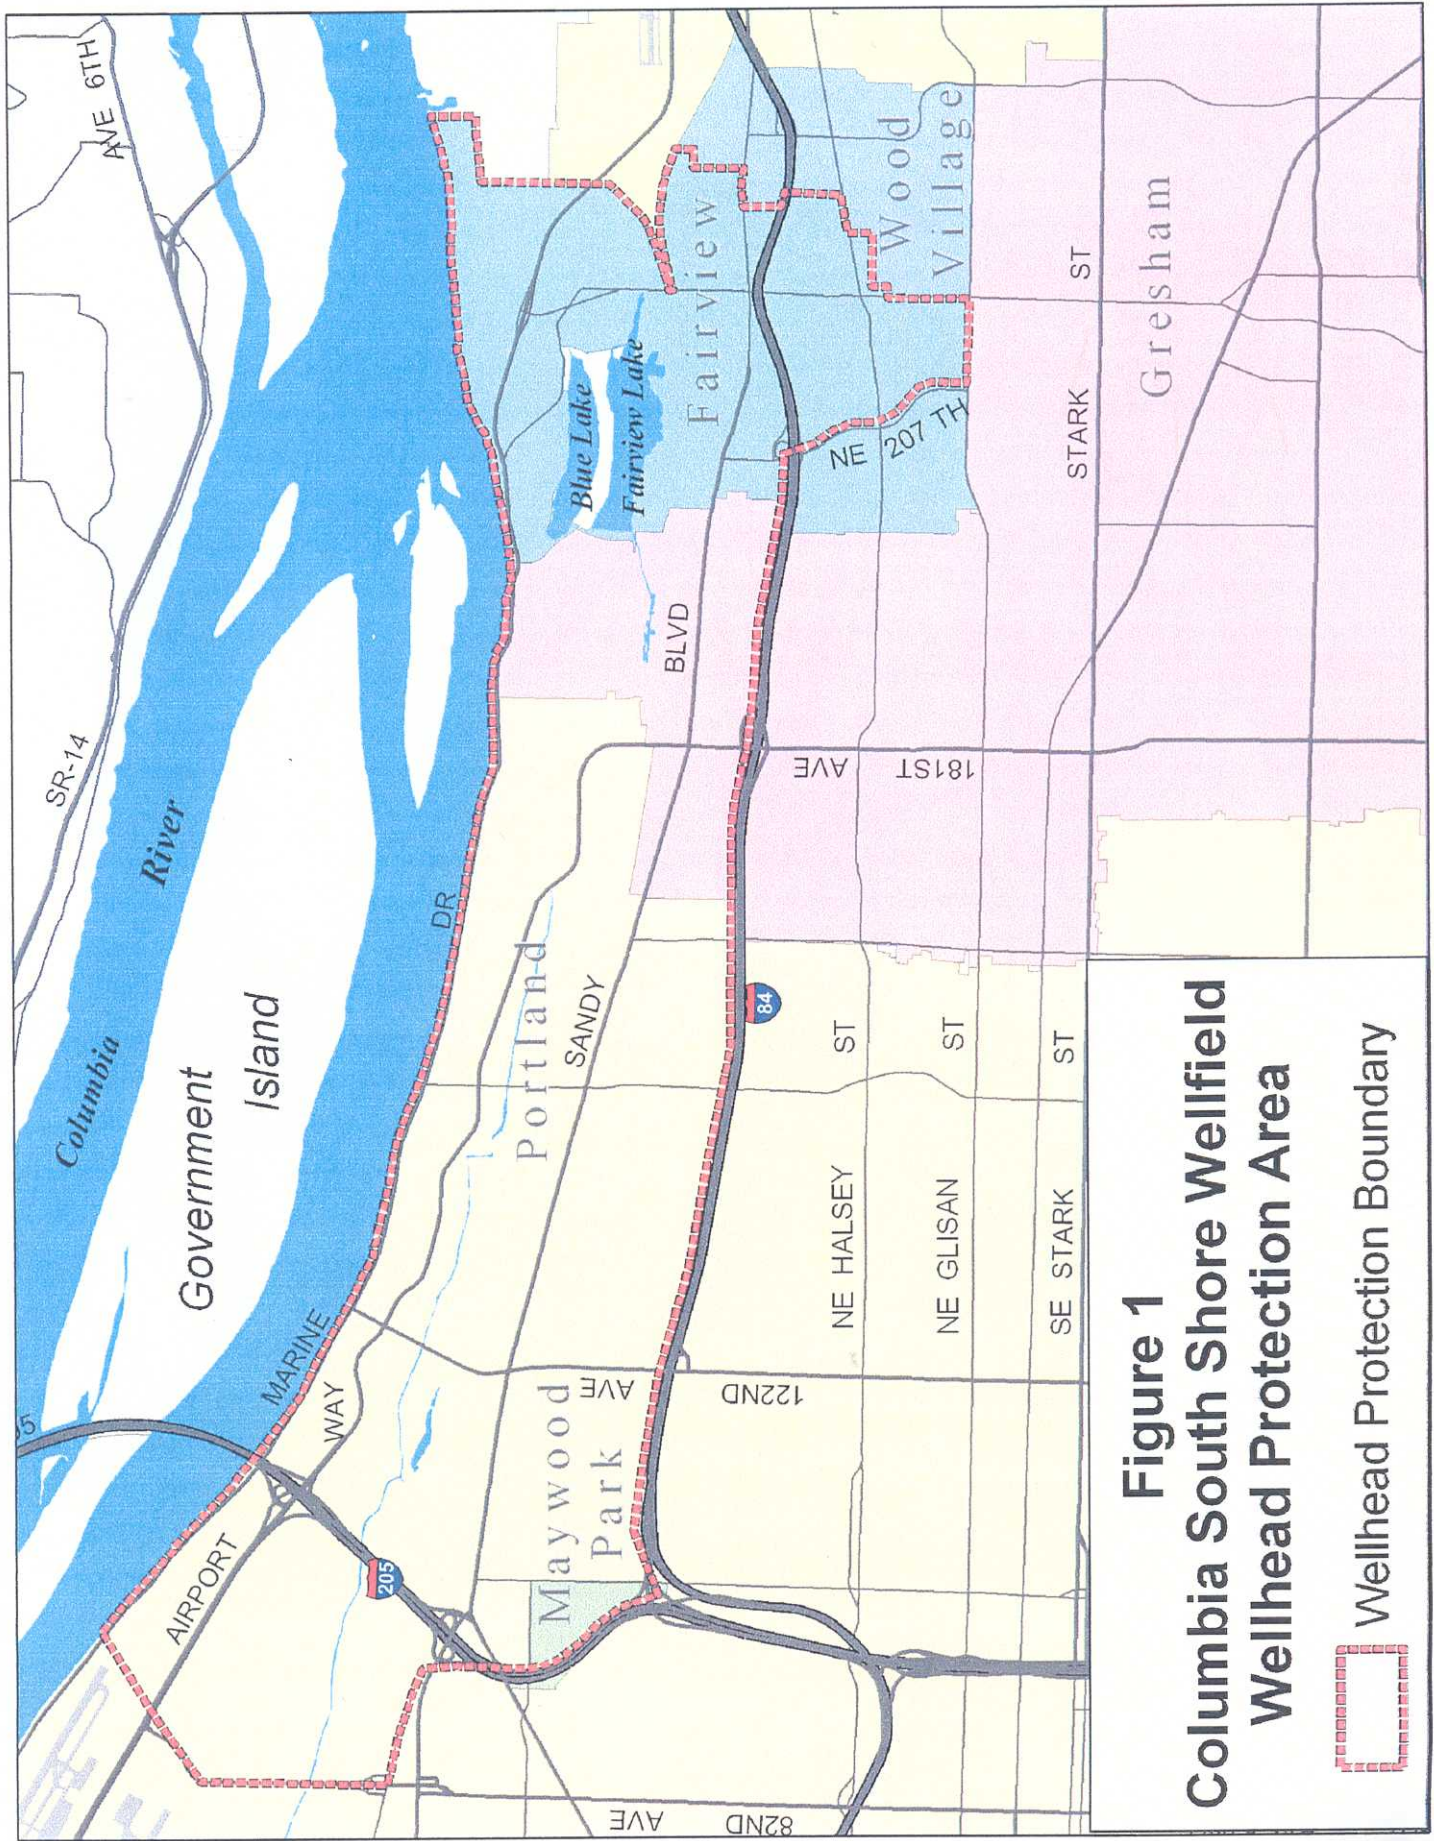 AVE 6TH
SR-14
Columbia
River
Government
Island
MARINE
DR
AIRPORT
WAY
205
Portland
SANDY
BLVD
Blue Lake
Fairview Lake
Fairview
Wood
Village
NE 207 TH
Maywood
Park
84
82ND
AVE
122ND
AVE
181ST
AVE
NE HALSEY
ST
NE GLISAN
ST
SE STARK
ST
STARK
ST
Gresham
Figure 1
Columbia South Shore Wellfield
Wellhead Protection Area
Wellhead Protection Boundary